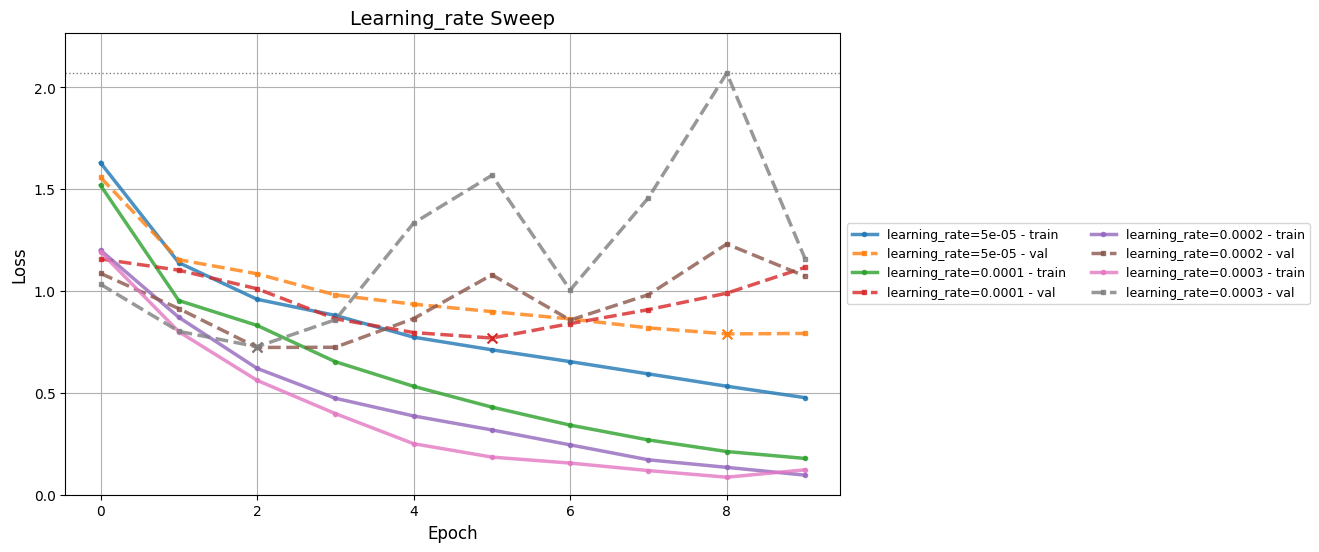 Learning_rate Sweep
Loss
2.0
1.5
1.0
0.5
0.0
0 2 4 6 8
Epoch
learning_rate=5e-05 - train
learning_rate=5e-05 - val
learning_rate=0.0001 - train
learning_rate=0.0001 - val
learning_rate=0.0002 - train
learning_rate=0.0002 - val
learning_rate=0.0003 - train
learning_rate=0.0003 - val